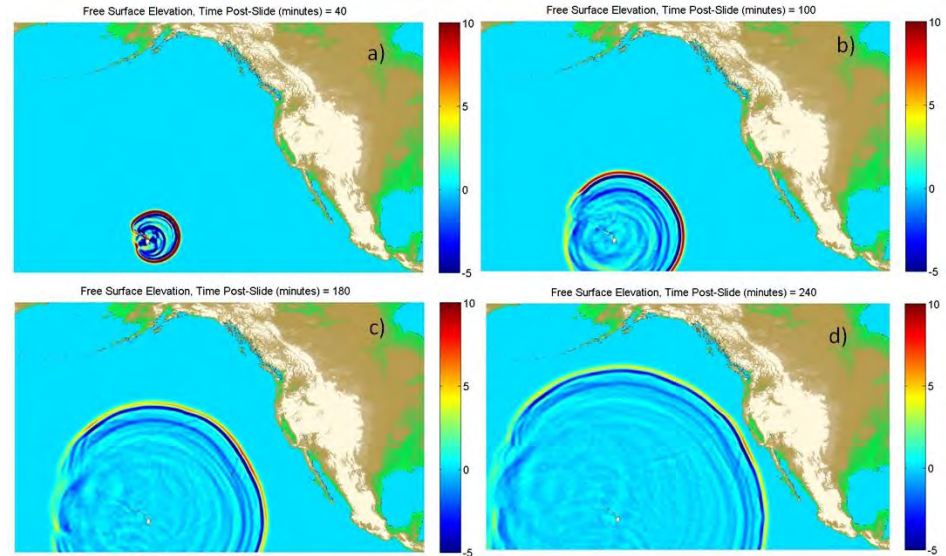 Free Surface Elevation, Time Post-Slide (minutes) = 40
a)
10
5
0
-5
Free Surface Elevation, Time Post-Slide (minutes) = 100
b)
10
5
0
-5
Free Surface Elevation, Time Post-Slide (minutes) = 180
c)
10
5
0
-5
Free Surface Elevation, Time Post-Slide (minutes) = 240
d)
10
5
0
-5